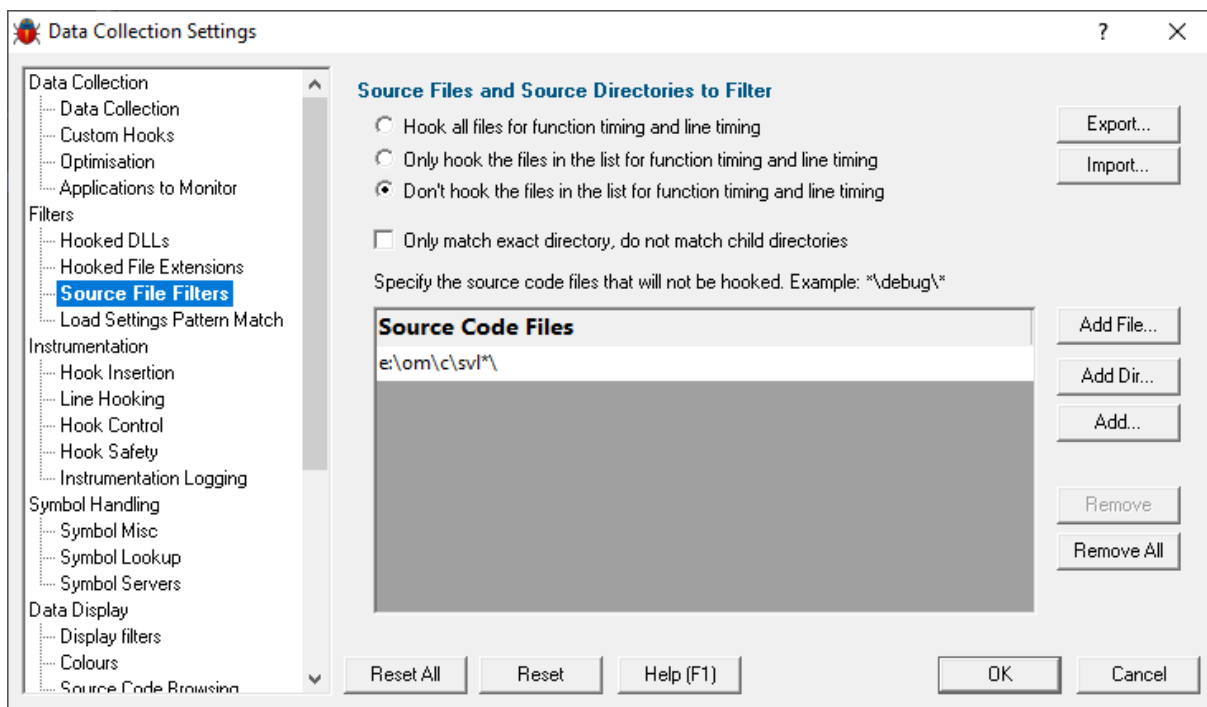 Data Collection Settings
?
Data Collection
Data Collection
Custom Hooks
Optimisation
Applications to Monitor
Filters
Hooked DLLs
Hooked File Extensions
Source File Filters
Load Settings Pattern Match
Instrumentation
Hook Insertion
Line Hooking
Hook Control
Hook Safety
Instrumentation Logging
Symbol Handling
Symbol Misc
Symbol Lookup
Symbol Servers
Data Display
Display filters
Colours
Source Code Browsing
Source Files and Source Directories to Filter
Hook all files for function timing and line timing
Only hook the files in the list for function timing and line timing
Don't hook the files in the list for function timing and line timing
Only match exact directory, do not match child directories
Specify the source code files that will not be hooked. Example: *\debug\*
Source Code Files
e:\om\c\svl*\
Export...
Import...
Add File...
Add Dir...
Add...
Remove
Remove All
Reset All
Reset
Help (F1)
OK
Cancel